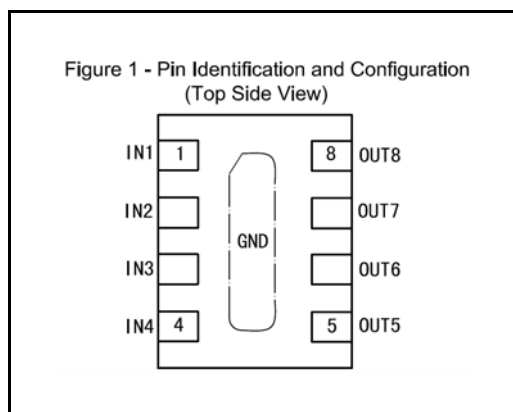 Figure 1 - Pin Identification and Configuration
(Top Side View)
IN1 1 8 OUT8
IN2 OUT7
GND
IN3 OUT6
IN4 4 5 OUT5